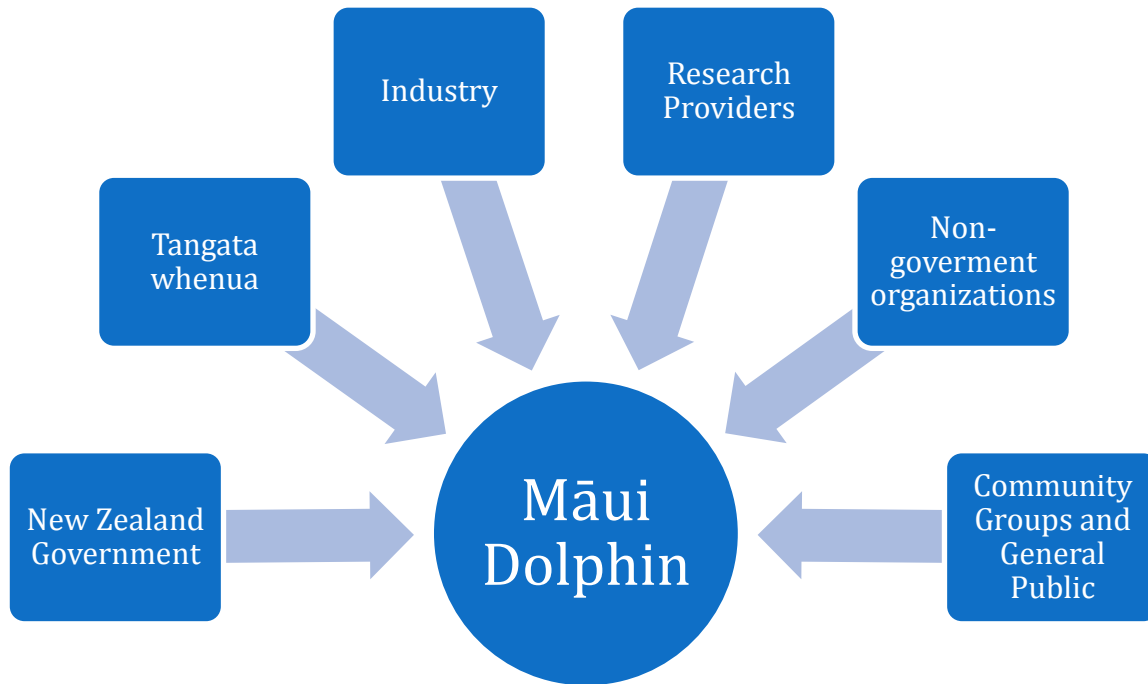 Industry
Research
Providers
Tangata
whenua
Non-
goverment
organizations
New Zealand
Government
Māui
Dolphin
Community
Groups and
General
Public